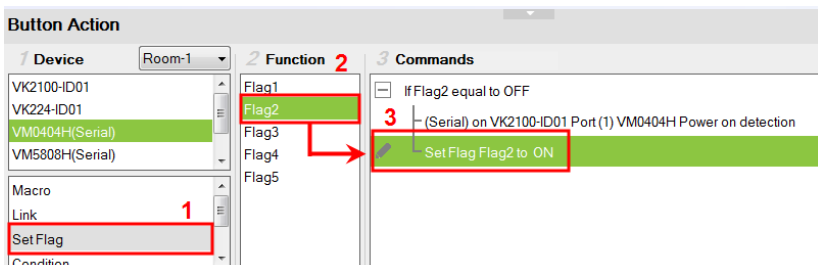 Button Action
1 Device Room-1 2 Function 2 3 Commands
VK2100-ID01
VK224-ID01
VM0404H(Serial)
VM5808H(Serial)
Macro
Link 1
Set Flag
Condition
Flag1
Flag2
Flag3
Flag4
Flag5
If Flag2 equal to OFF
3 (Serial) on VK2100-ID01 Port (1) VM0404H Power on detection
Set Flag Flag2 to ON